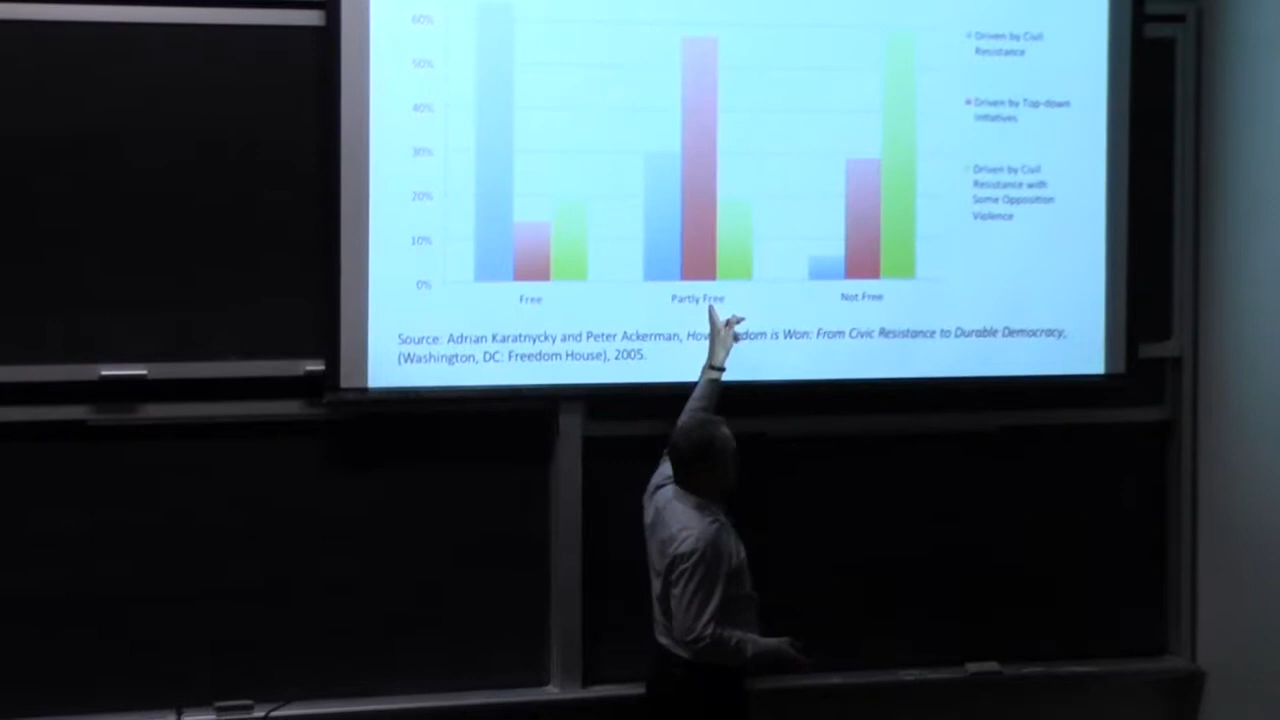 60%
50%
40%
30%
20%
10%
0%
Free
Partly Free
Not Free
Driven by Civil
Resistance
Driven by Top-down
Initiatives
Driven by Civil
Resistance with
Some Opposition
Violence
Source: Adrian Karatnycky and Peter Ackerman, How dom is Won: From Civic Resistance to Durable Democracy,
(Washington, DC: Freedom House), 2005.